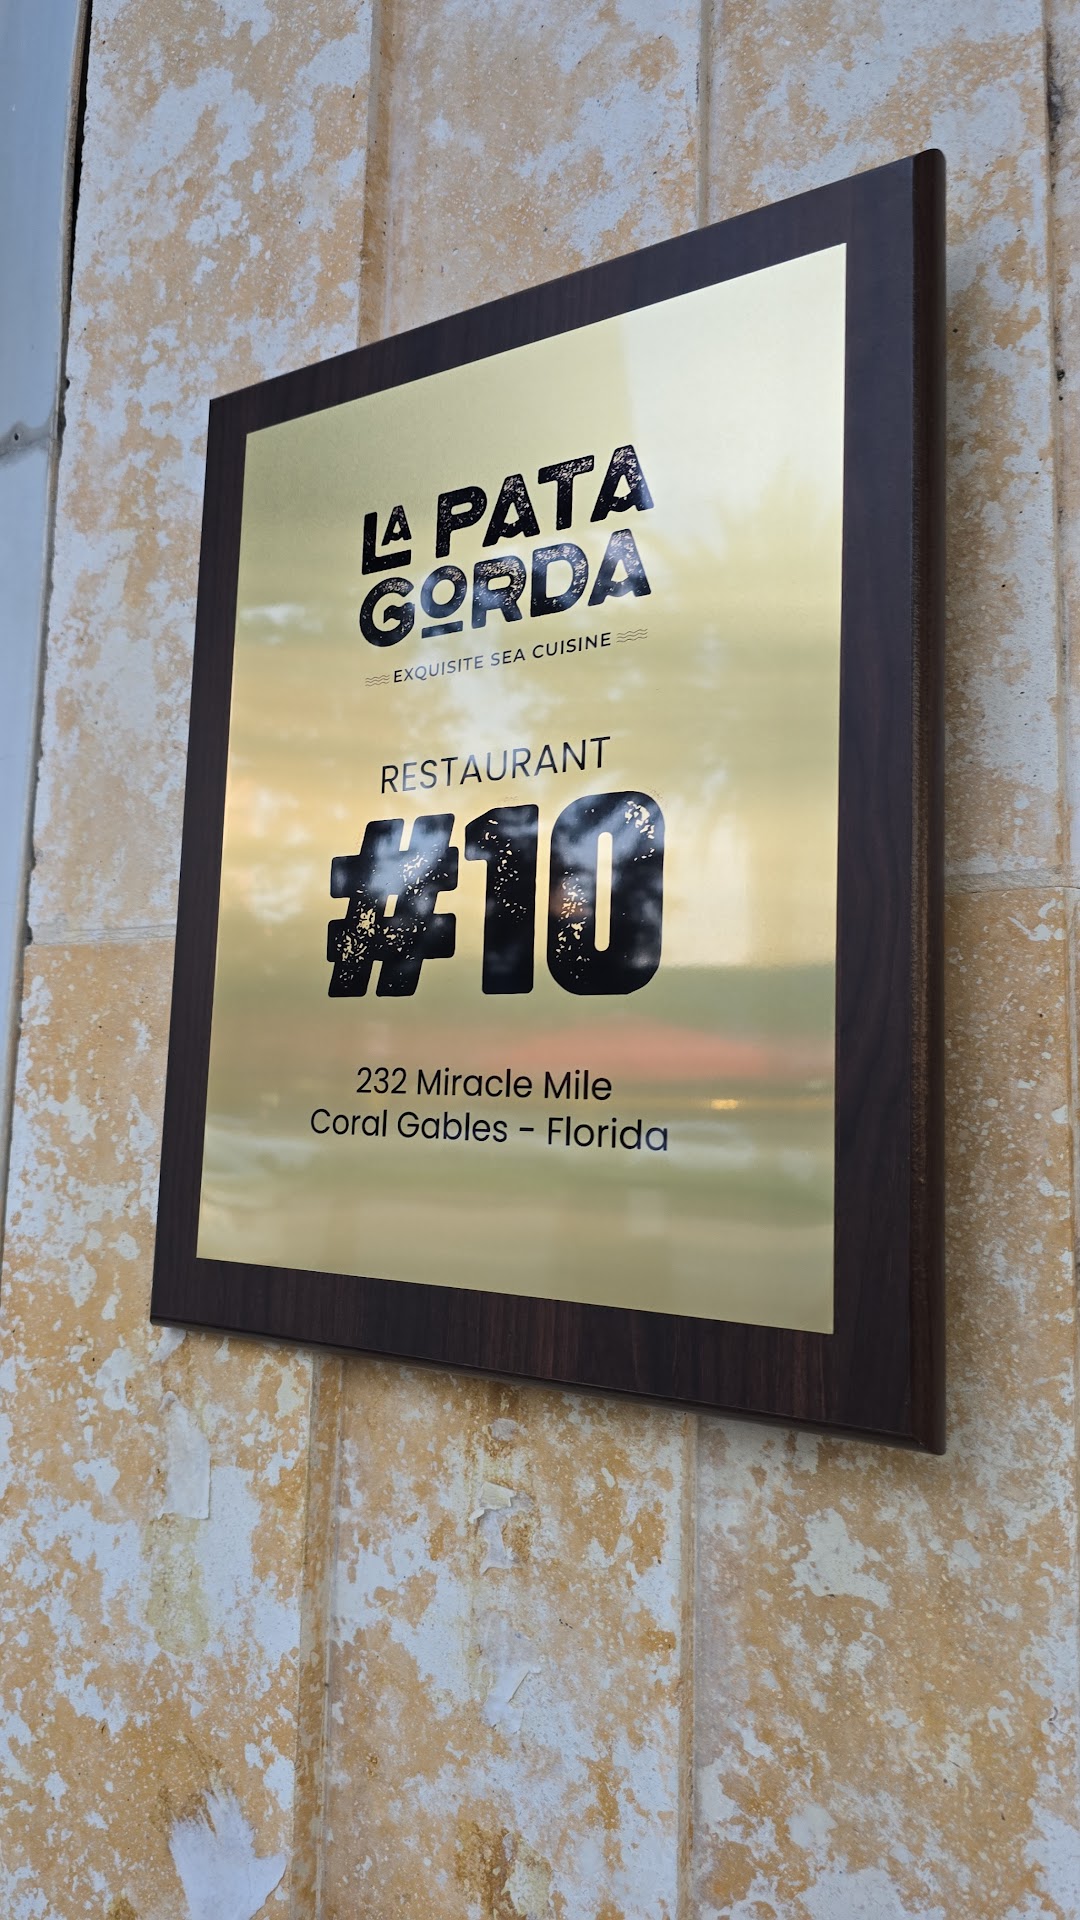 LA PATA
GORDA
EXQUISITE SEA CUISINE
RESTAURANT
#10
232 Miracle Mile
Coral Gables - Florida